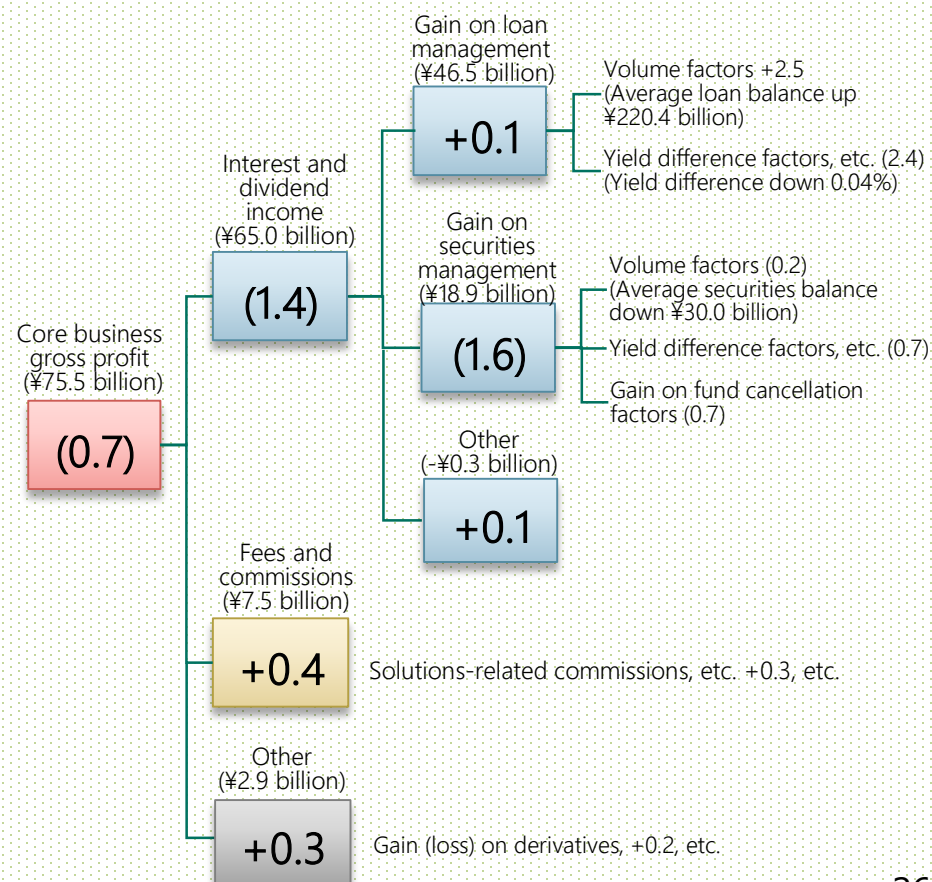 Gain on loan
management
(¥46.5 billion)
+0.1
Volume factors +2.5
(Average loan balance up
¥220.4 billion)
Yield difference factors, etc. (2.4)
(Yield difference down 0.04%)
Interest and
dividend
income
(¥65.0 billion)
(1.4)
Gain on
securities
management
(¥18.9 billion)
(1.6)
Volume factors (0.2)
(Average securities balance
down ¥30.0 billion)
Yield difference factors, etc. (0.7)
Gain on fund cancellation
factors (0.7)
Core business
gross profit
(¥75.5 billion)
(0.7)
Other
(-¥0.3 billion)
+0.1
Fees and
commissions
(¥7.5 billion)
+0.4
Solutions-related commissions, etc. +0.3, etc.
Other
(¥2.9 billion)
+0.3
Gain (loss) on derivatives, +0.2, etc.